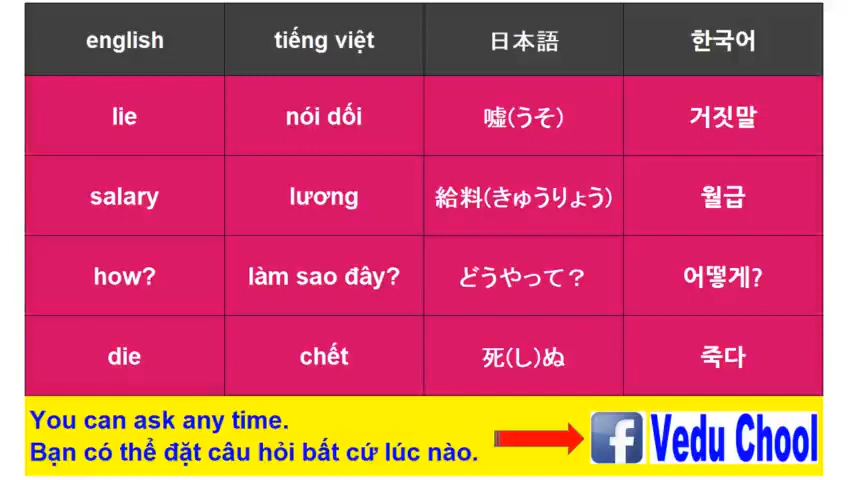 english tiếng việt 日本語 한국어
lie nói dối 嘘(うそ) 거짓말
salary lương 給料(きゅうりょう) 월급
how? làm sao đây? どうやって？ 어떻게?
die chết 死(し)ぬ 죽다
You can ask any time.
Bạn có thể đặt câu hỏi bất cứ lúc nào.
f Vedu Chool